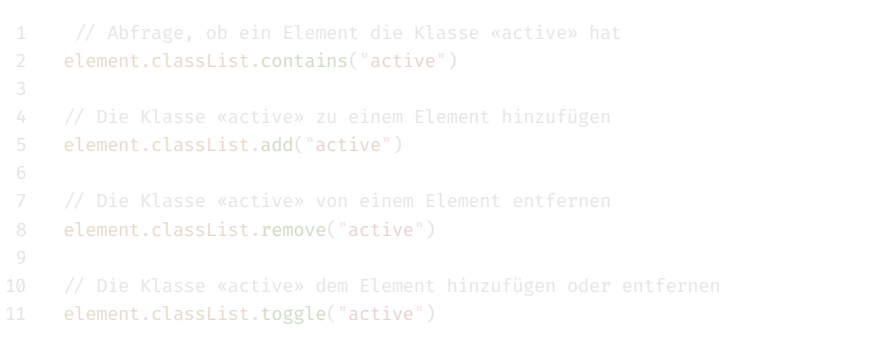 1 // Abfrage, ob ein Element die Klasse «active» hat
2 element.classList.contains("active")
3
4 // Die Klasse «active» zu einem Element hinzufügen
5 element.classList.add("active")
6
7 // Die Klasse «active» von einem Element entfernen
8 element.classList.remove("active")
9
10 // Die Klasse «active» dem Element hinzufügen oder entfernen
11 element.classList.toggle("active")